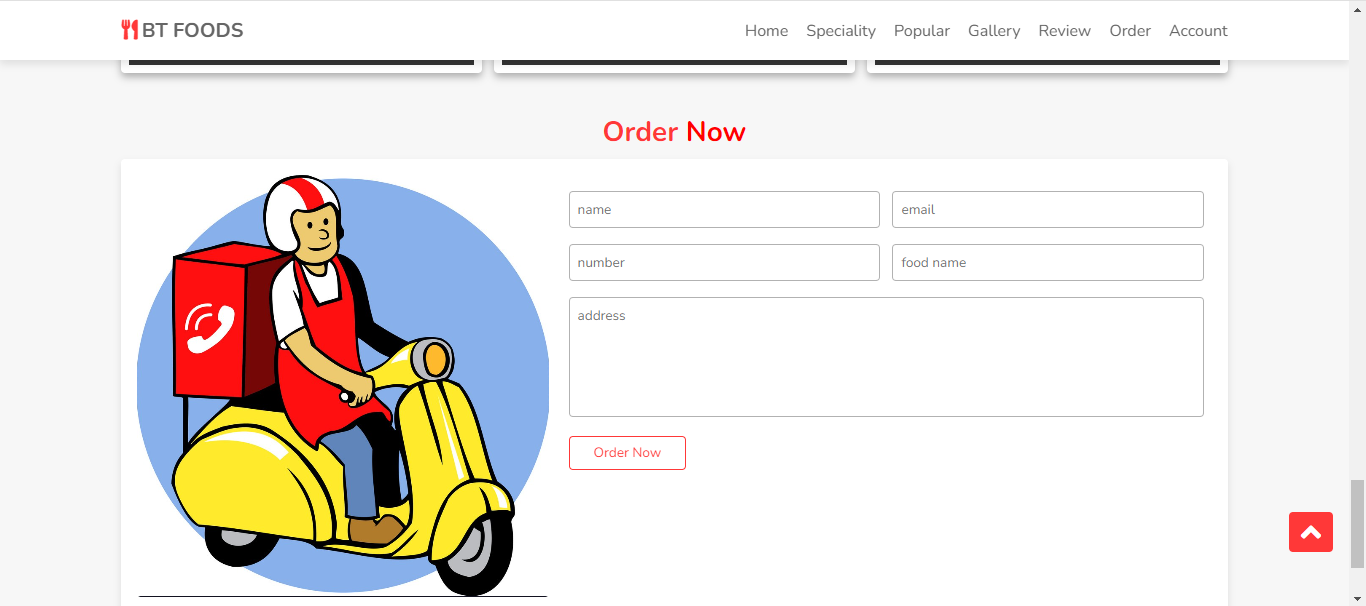 BT FOODS
Home Speciality Popular Gallery Review Order Account
Order Now
name email
number food name
address
Order Now